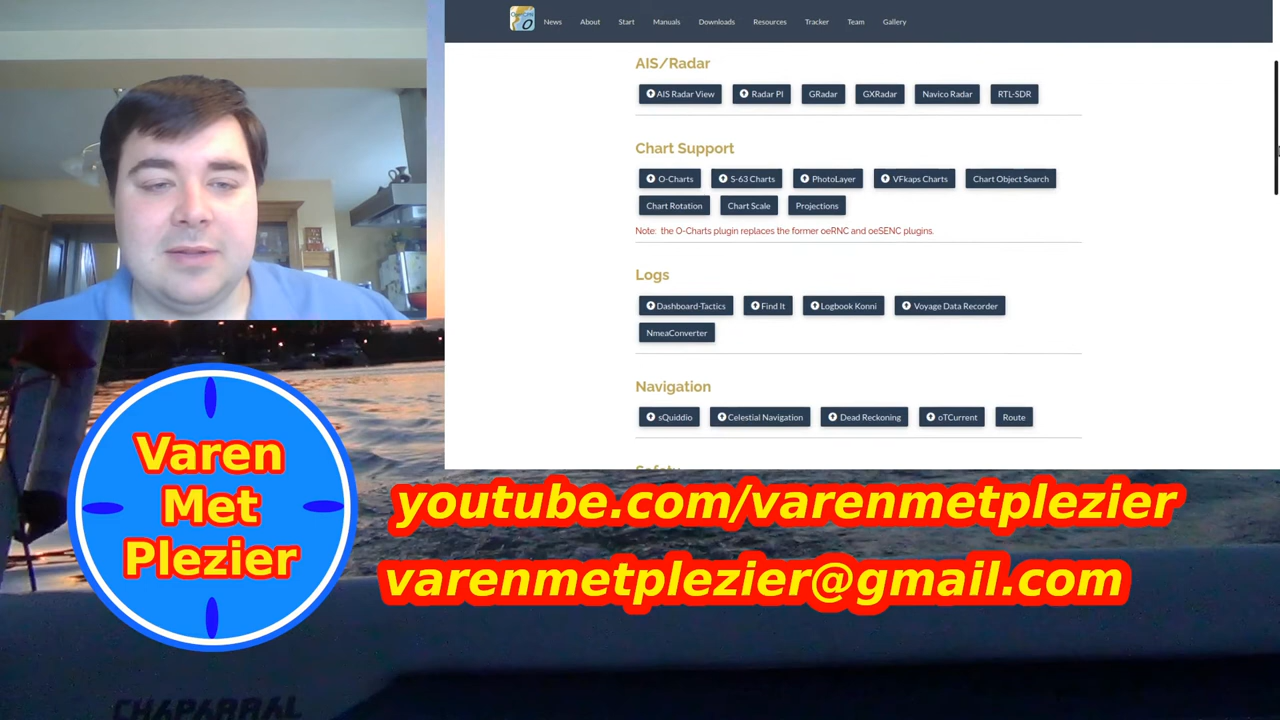 News About Start Manuals Downloads Resources Tracker Team Gallery
AIS/Radar
AIS Radar View Radar PI GRadar GXRadar Navico Radar RTL-SDR
Chart Support
O-Charts S-63 Charts PhotoLayer VFkaps Charts Chart Object Search
Chart Rotation Chart Scale Projections
Note: the O-Charts plugin replaces the former oeRNC and oeSENC plugins.
Logs
Dashboard-Tactics Find It Logbook Konni Voyage Data Recorder
NmeaConverter
Navigation
sQuiddio Celestial Navigation Dead Reckoning oTCurrent Route
Varen
Met
Plezier
youtube.com/varenmetplezier
varenmetplezier@gmail.com
CHAPARRAL